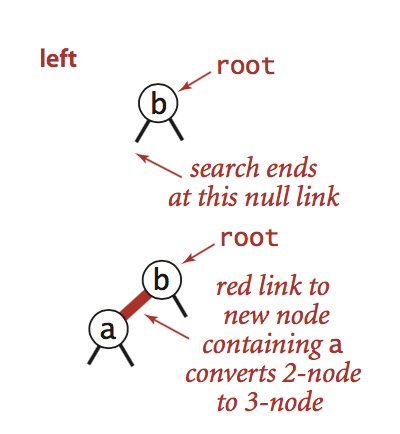 left
root
b
search ends
at this null link
root
b
red link to
new node
a
containing a
converts 2-node
to 3-node